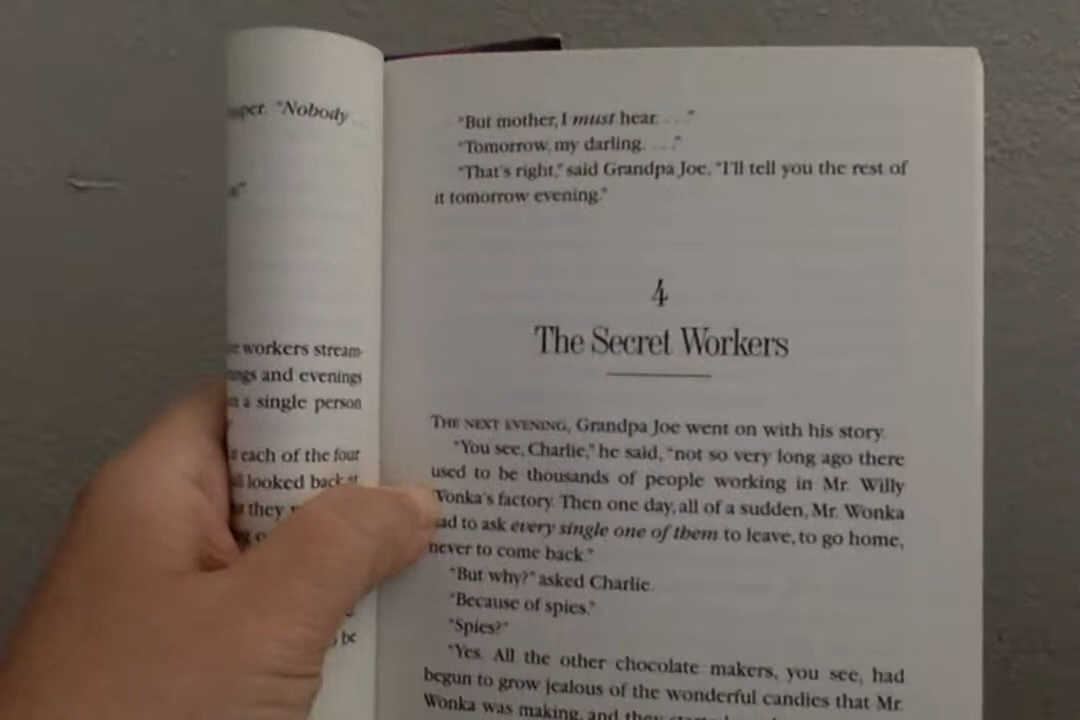 "Nobody
workers stream-
and evenings
a single person
each of the four
looked back
they
be
"But mother, I must hear. . . ."
"Tomorrow, my darling. . . ."
"That's right," said Grandpa Joe, "I'll tell you the rest of
it tomorrow evening."
4
The Secret Workers
THE NEXT EVENING, Grandpa Joe went on with his story.
"You see, Charlie," he said, "not so very long ago there
used to be thousands of people working in Mr. Willy
Wonka's factory. Then one day, all of a sudden, Mr. Wonka
had to ask every single one of them to leave, to go home,
never to come back."
"But why?" asked Charlie.
"Because of spies."
"Spies?"
"Yes. All the other chocolate makers, you see, had
begun to grow jealous of the wonderful candies that Mr.
Wonka was making, and they